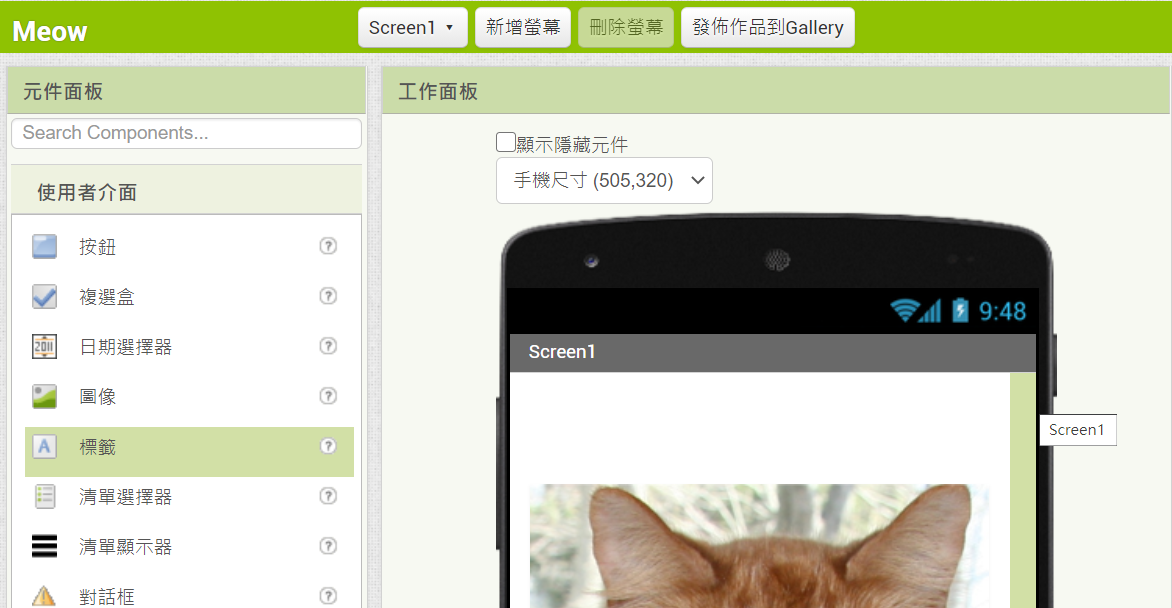 Meow
Screen1 ▾
新增螢幕
刪除螢幕
發佈作品到Gallery
元件面板
Search Components...
使用者介面
按鈕
複選盒
日期選擇器
2011
圖像
A 標籤
清單選擇器
清單顯示器
對話框
工作面板
顯示隱藏元件
手機尺寸 (505,320)
9:48
Screen1
Screen1